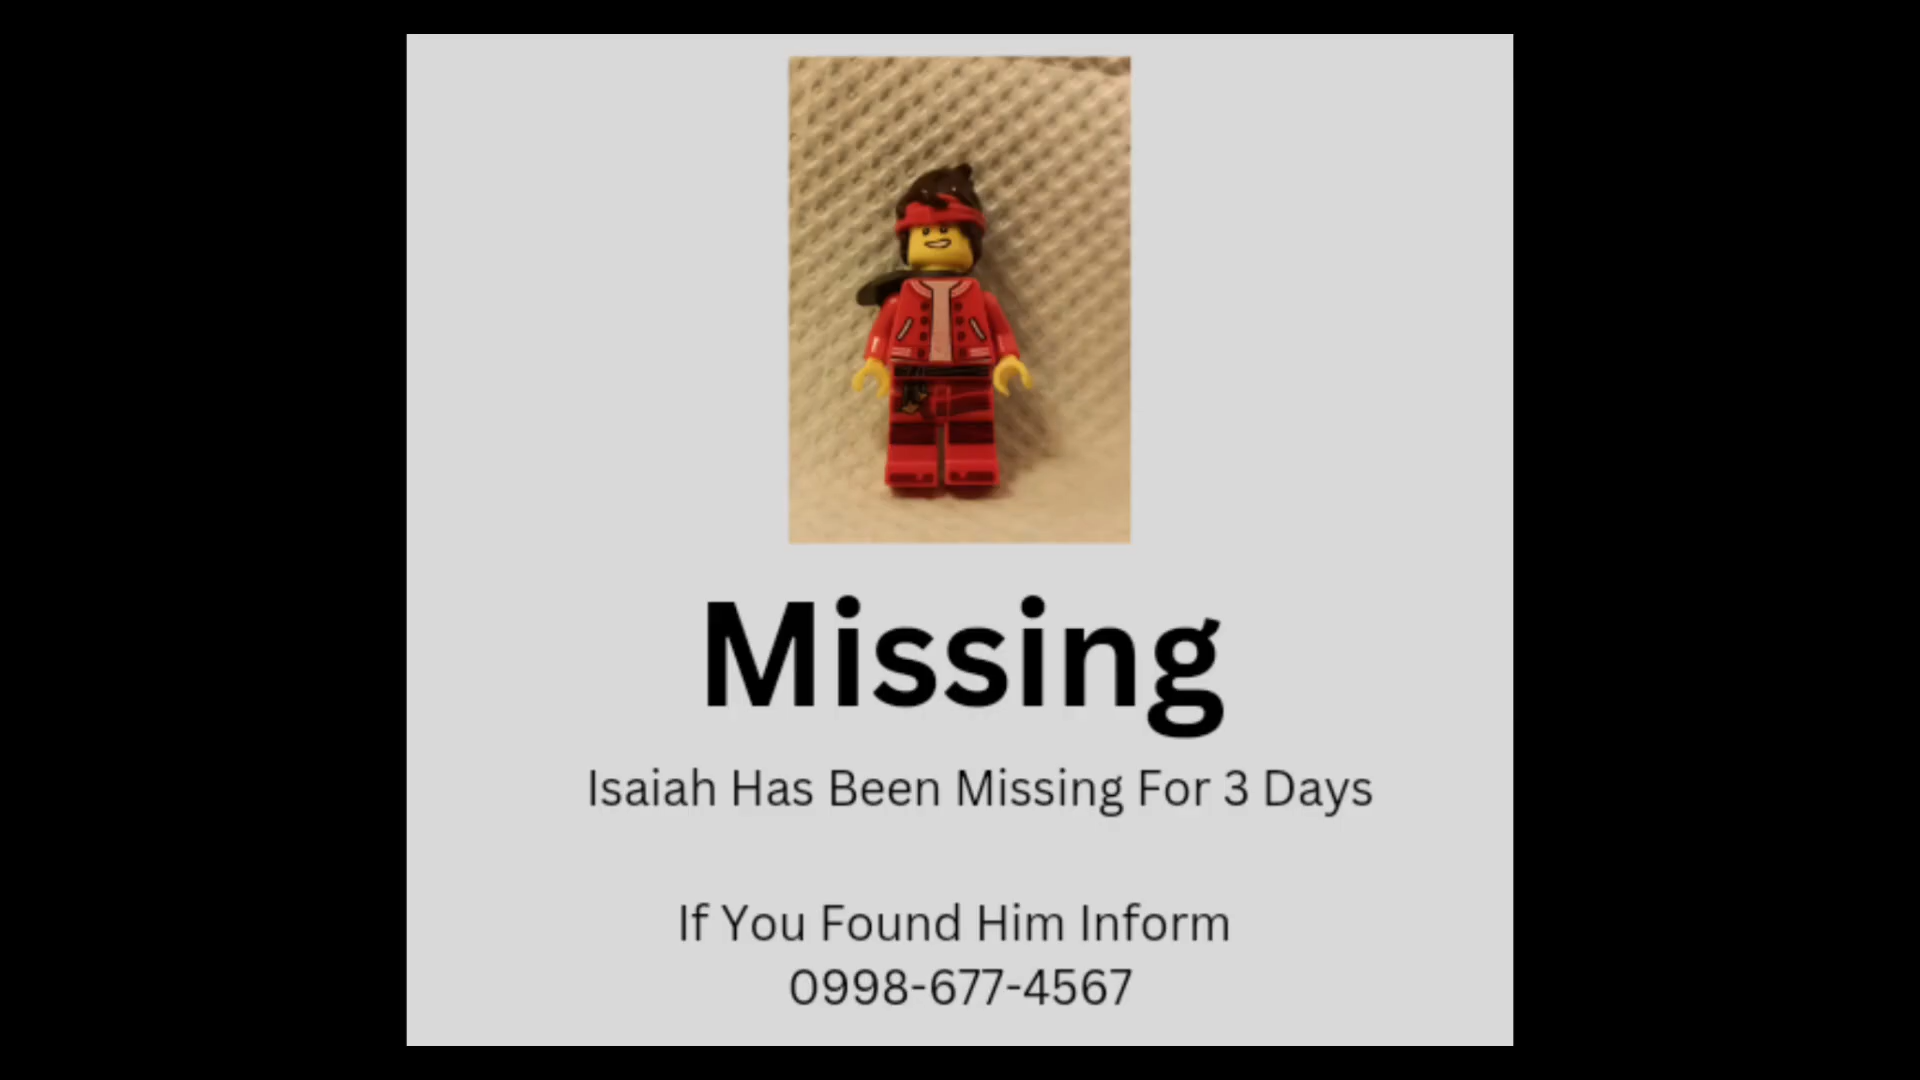 Missing
Isaiah Has Been Missing For 3 Days
If You Found Him Inform
0998-677-4567